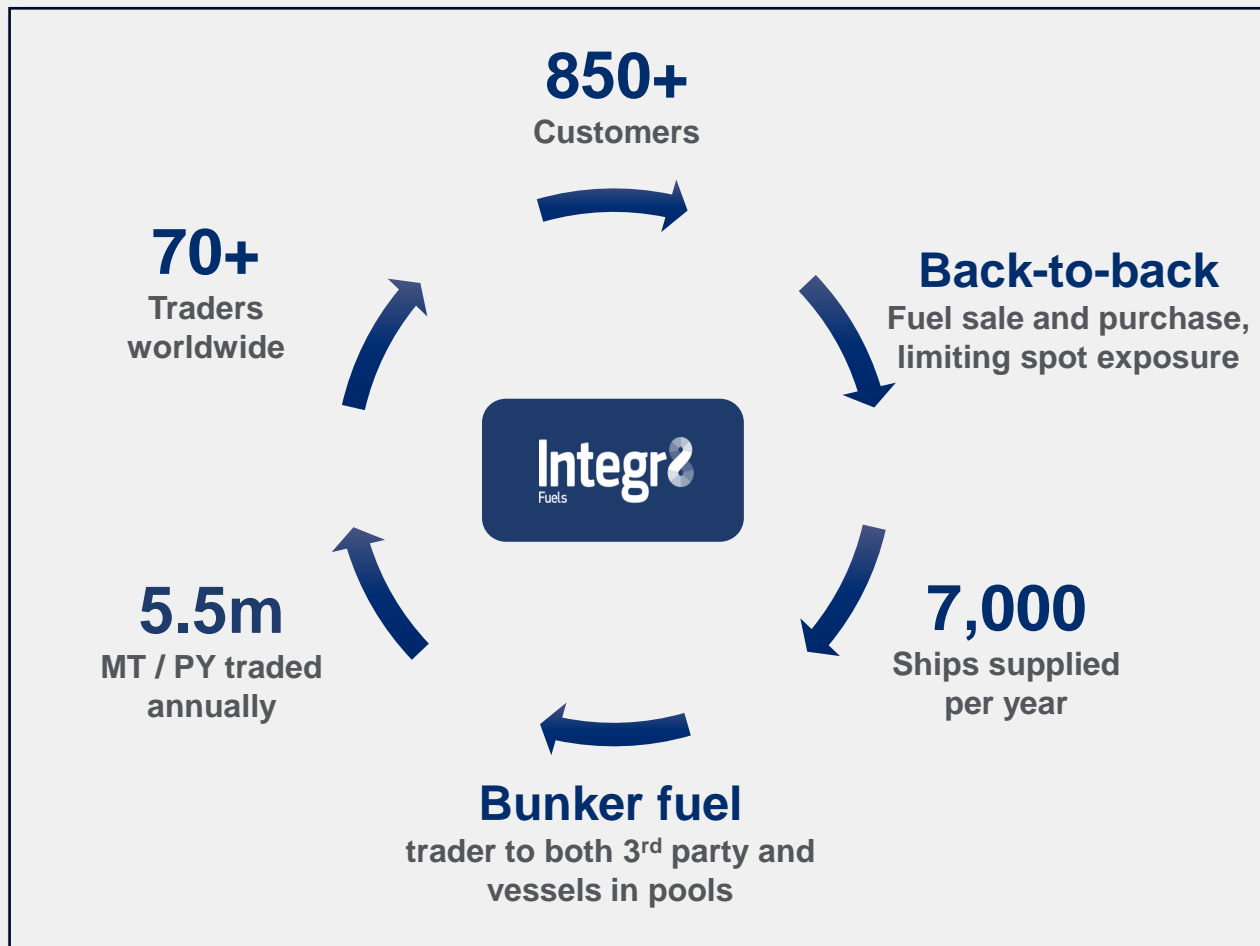 850+
Customers
70+
Traders
worldwide
Back-to-back
Fuel sale and purchase,
limiting spot exposure
Integr8
Fuels
5.5m
MT / PY traded
annually
7,000
Ships supplied
per year
Bunker fuel
trader to both 3rd party and
vessels in pools